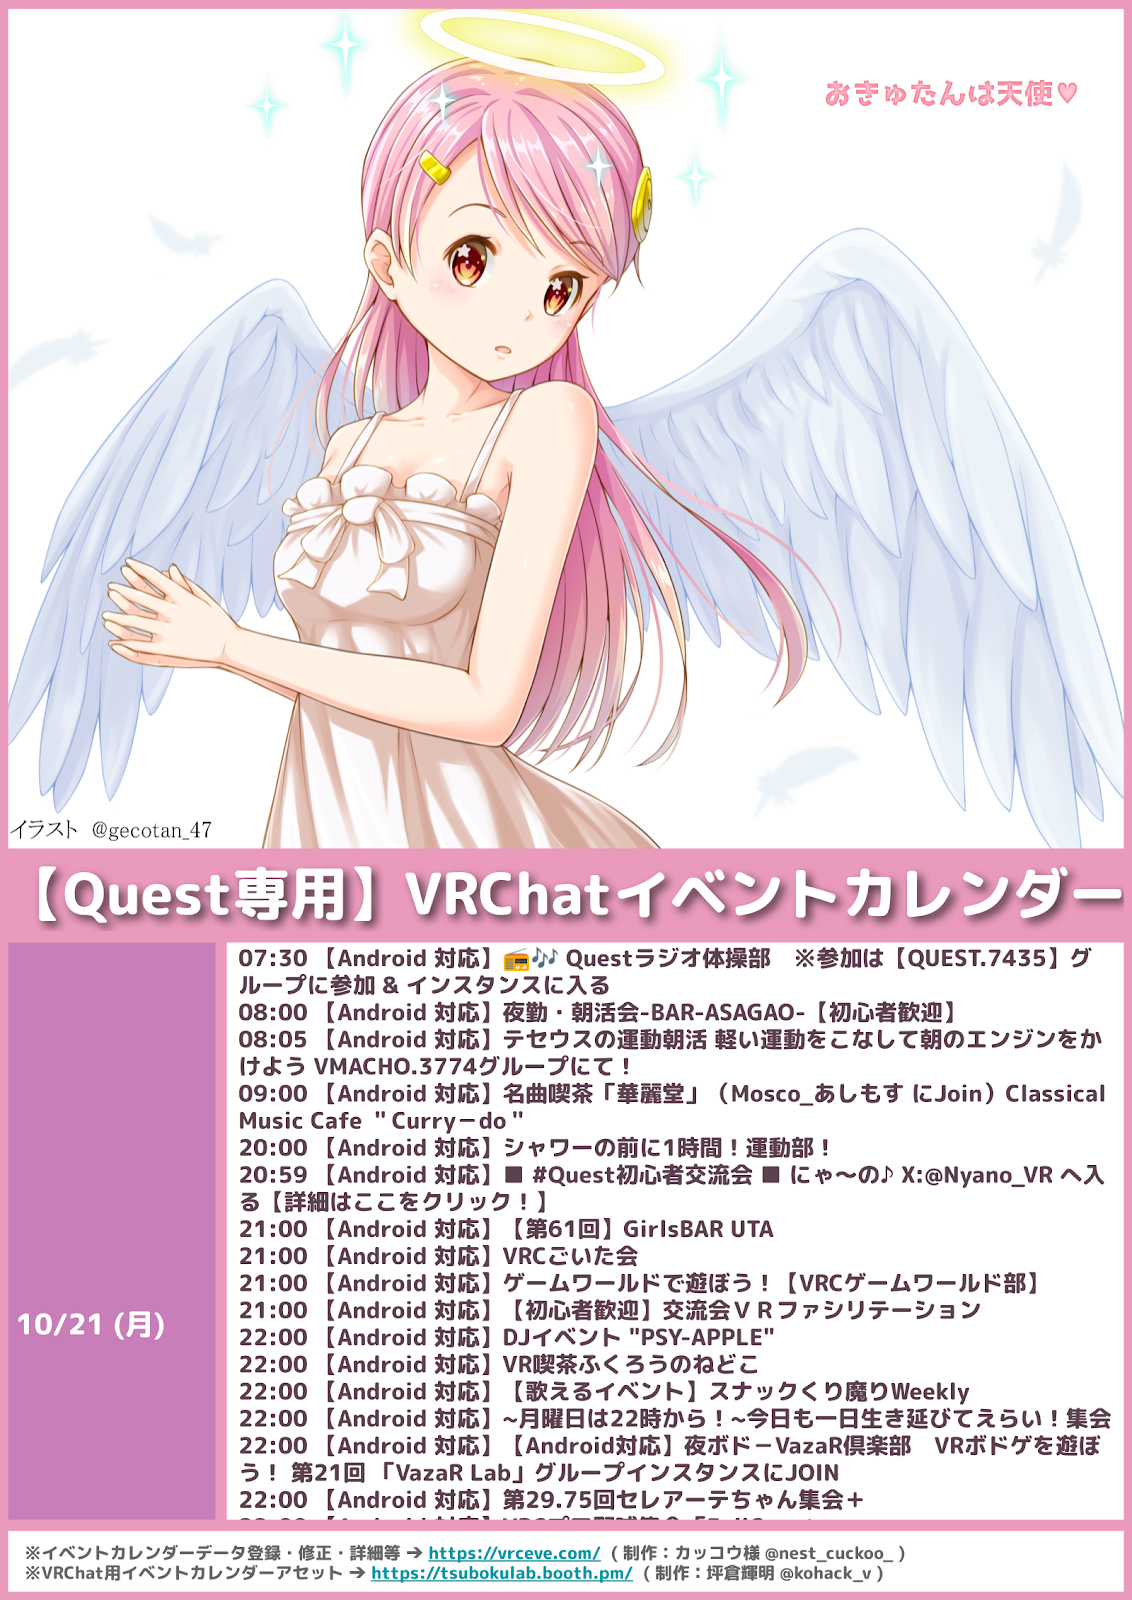 おきゅたんは天使♥
イラスト @gecotan_47
【Quest専用】VRChatイベントカレンダー
10/21 (月)
07:30 【Android 対応】📻🎶 Questラジオ体操部　※参加は【QUEST.7435】グ
ループに参加 & インスタンスに入る
08:00 【Android 対応】夜勤・朝活会-BAR-ASAGAO-【初心者歓迎】
08:05 【Android 対応】テセウスの運動朝活 軽い運動をこなして朝のエンジンをか
けよう VMACHO.3774グループにて！
09:00 【Android 対応】名曲喫茶「華麗堂」（Mosco_あしもす にJoin）Classical
Music Cafe ＂Curry－do＂
20:00 【Android 対応】シャワーの前に1時間！運動部！
20:59 【Android 対応】■ #Quest初心者交流会 ■ にゃ～の♪ X:@Nyano_VR へ入
る【詳細はここをクリック！】
21:00 【Android 対応】【第61回】GirlsBAR UTA
21:00 【Android 対応】VRCごいた会
21:00 【Android 対応】ゲームワールドで遊ぼう！【VRCゲームワールド部】
21:00 【Android 対応】【初心者歓迎】交流会ＶＲファシリテーション
22:00 【Android 対応】DJイベント "PSY-APPLE"
22:00 【Android 対応】VR喫茶ふくろうのねどこ
22:00 【Android 対応】【歌えるイベント】スナックくり魔りWeekly
22:00 【Android 対応】~月曜日は22時から！~今日も一日生き延びてえらい！集会
22:00 【Android 対応】【Android対応】夜ボド－VazaR倶楽部　VRボドゲを遊ぼ
う！ 第21回 「VazaR Lab」グループインスタンスにJOIN
22:00 【Android 対応】第29.75回セレアーテちゃん集会＋
※イベントカレンダーデータ登録・修正・詳細等 → https://vrceve.com/ ( 制作：カッコウ様 @nest_cuckoo_ )
※VRChat用イベントカレンダーアセット → https://tsubokulab.booth.pm/ ( 制作：坪倉輝明 @kohack_v )